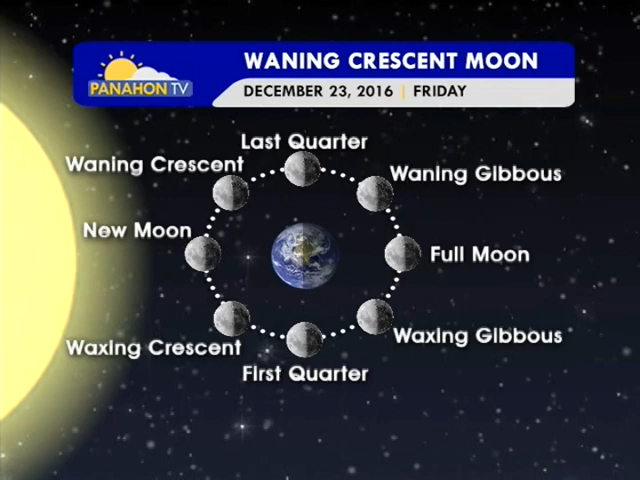 WANING CRESCENT MOON
PANAHON TV
DECEMBER 23, 2016 | FRIDAY
Last Quarter
Waning Crescent
Waning Gibbous
New Moon
Full Moon
Waxing Crescent
Waxing Gibbous
First Quarter